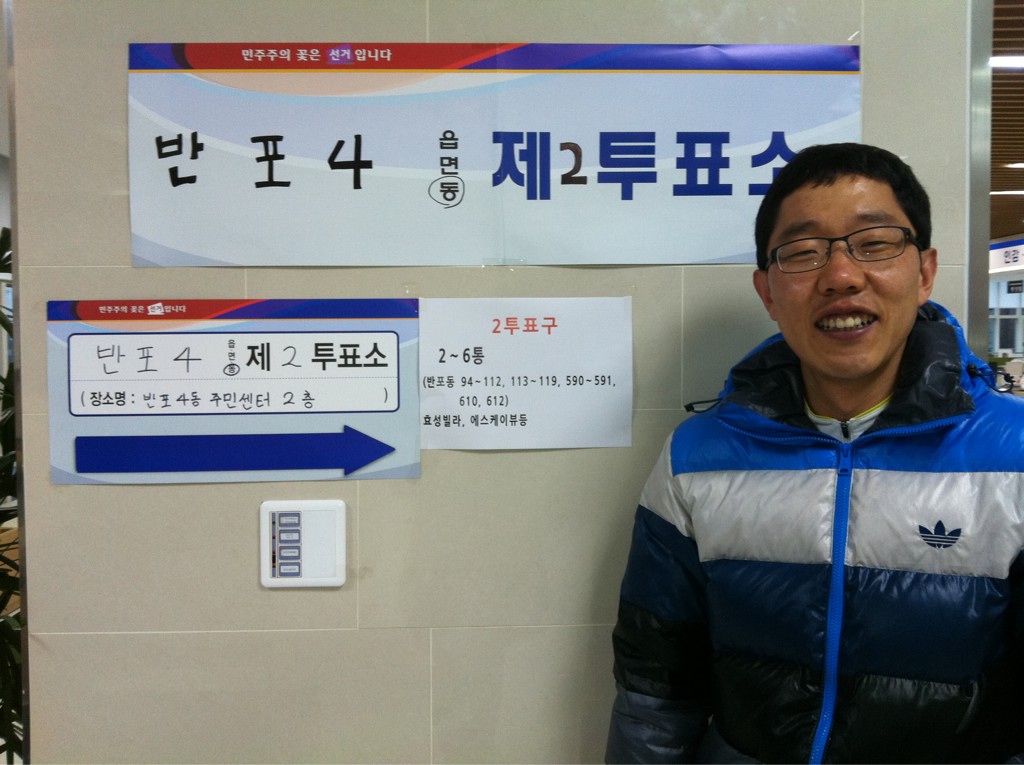 민주주의 꽃은 선거 입니다
반포4 읍면동 제2투표소
민주주의 꽃은 선거입니다
반포4 읍면동 제2투표소
(장소명 : 반포4동 주민센터 2층 )
2투표구
2~6통
(반포동 94~112, 113~119, 590~591,
610, 612)
효성빌라, 에스케이뷰등
민감